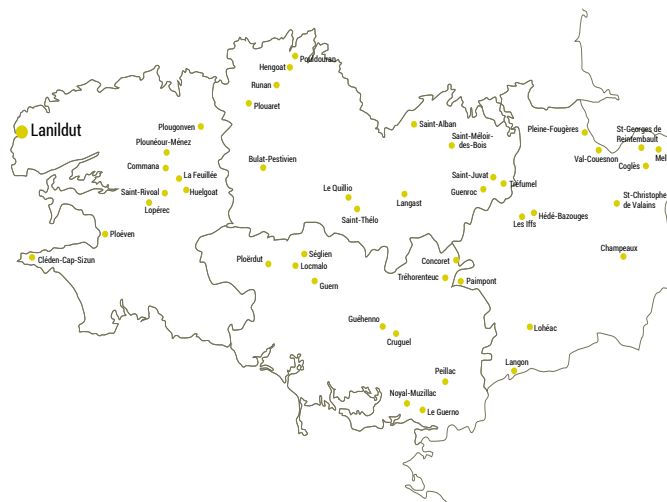 Pouldouran
Hengoat
Runan
Plouaret
Lanildut
Plougonven
Saint-Alban
Saint-Méloir-
des-Bois
Pleine-Fougères
St-Georges de
Reintembault
Mel
Plounéour-Ménez
Val-Couesnon
Coglès
Commana
La Feuillée
Bulat-Pestivien
Saint-Juvat
Tréfumel
Saint-Rivoal
Huelgoat
Guenroc
Lopérec
Le Quillio
Langast
St-Christophe
de Valains
Saint-Thélo
Hédé-Bazouges
Les Iffs
Ploéven
Cléden-Cap-Sizun
Séglien
Ploërdut
Locmalo
Guern
Concoret
Tréhorenteuc
Paimpont
Champeaux
Guéhenno
Cruguel
Lohéac
Langon
Peillac
Noyal-Muzillac
Le Guerno